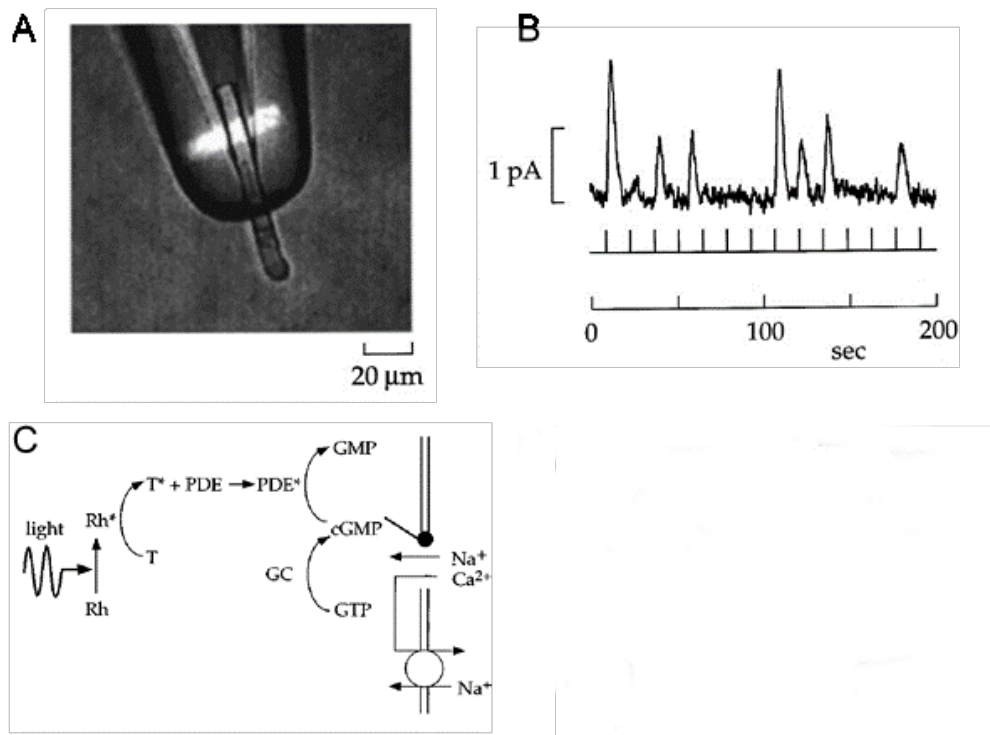 A
20 µm
B
1 pA
0 100 200
sec
C
GMP
T* + PDE PDE*
light Rh* cGMP
T Na⁺
GC Ca²⁺
Rh GTP
Na⁺